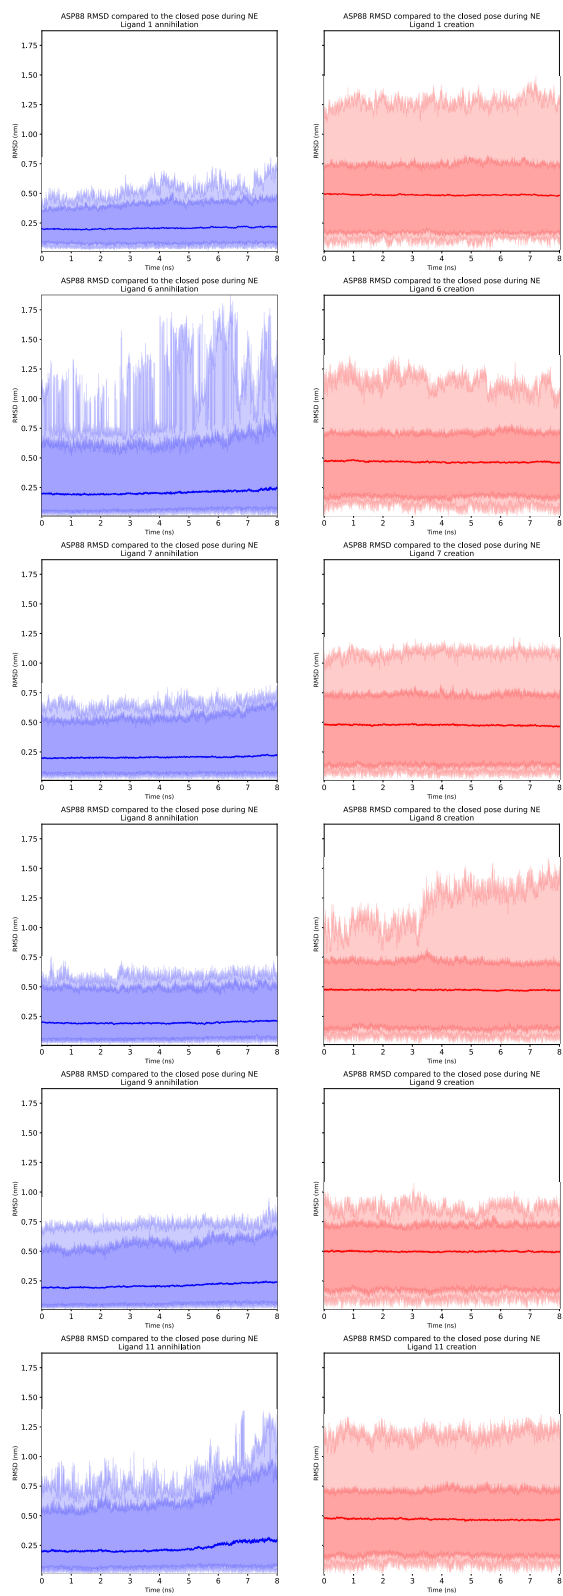 ASP88 RMSD compared to the closed pose during NE
Ligand 1 annihilation
1.75
1.50
1.25
1.00
0.75
0.50
0.25
RMSD (nm)
0 1 2 3 4 5 6 7 8
Time (ns)
ASP88 RMSD compared to the closed pose during NE
Ligand 1 creation
RMSD (nm)
0 1 2 3 4 5 6 7 8
Time (ns)
ASP88 RMSD compared to the closed pose during NE
Ligand 6 annihilation
1.75
1.50
1.25
1.00
0.75
0.50
0.25
RMSD (nm)
0 1 2 3 4 5 6 7 8
Time (ns)
ASP88 RMSD compared to the closed pose during NE
Ligand 6 creation
RMSD (nm)
0 1 2 3 4 5 6 7 8
Time (ns)
ASP88 RMSD compared to the closed pose during NE
Ligand 7 annihilation
1.75
1.50
1.25
1.00
0.75
0.50
0.25
RMSD (nm)
0 1 2 3 4 5 6 7 8
Time (ns)
ASP88 RMSD compared to the closed pose during NE
Ligand 7 creation
RMSD (nm)
0 1 2 3 4 5 6 7 8
Time (ns)
ASP88 RMSD compared to the closed pose during NE
Ligand 8 annihilation
1.75
1.50
1.25
1.00
0.75
0.50
0.25
RMSD (nm)
0 1 2 3 4 5 6 7 8
Time (ns)
ASP88 RMSD compared to the closed pose during NE
Ligand 8 creation
RMSD (nm)
0 1 2 3 4 5 6 7 8
Time (ns)
ASP88 RMSD compared to the closed pose during NE
Ligand 9 annihilation
1.75
1.50
1.25
1.00
0.75
0.50
0.25
RMSD (nm)
0 1 2 3 4 5 6 7 8
Time (ns)
ASP88 RMSD compared to the closed pose during NE
Ligand 9 creation
RMSD (nm)
0 1 2 3 4 5 6 7 8
Time (ns)
ASP88 RMSD compared to the closed pose during NE
Ligand 11 annihilation
1.75
1.50
1.25
1.00
0.75
0.50
0.25
RMSD (nm)
0 1 2 3 4 5 6 7 8
Time (ns)
ASP88 RMSD compared to the closed pose during NE
Ligand 11 creation
RMSD (nm)
0 1 2 3 4 5 6 7 8
Time (ns)